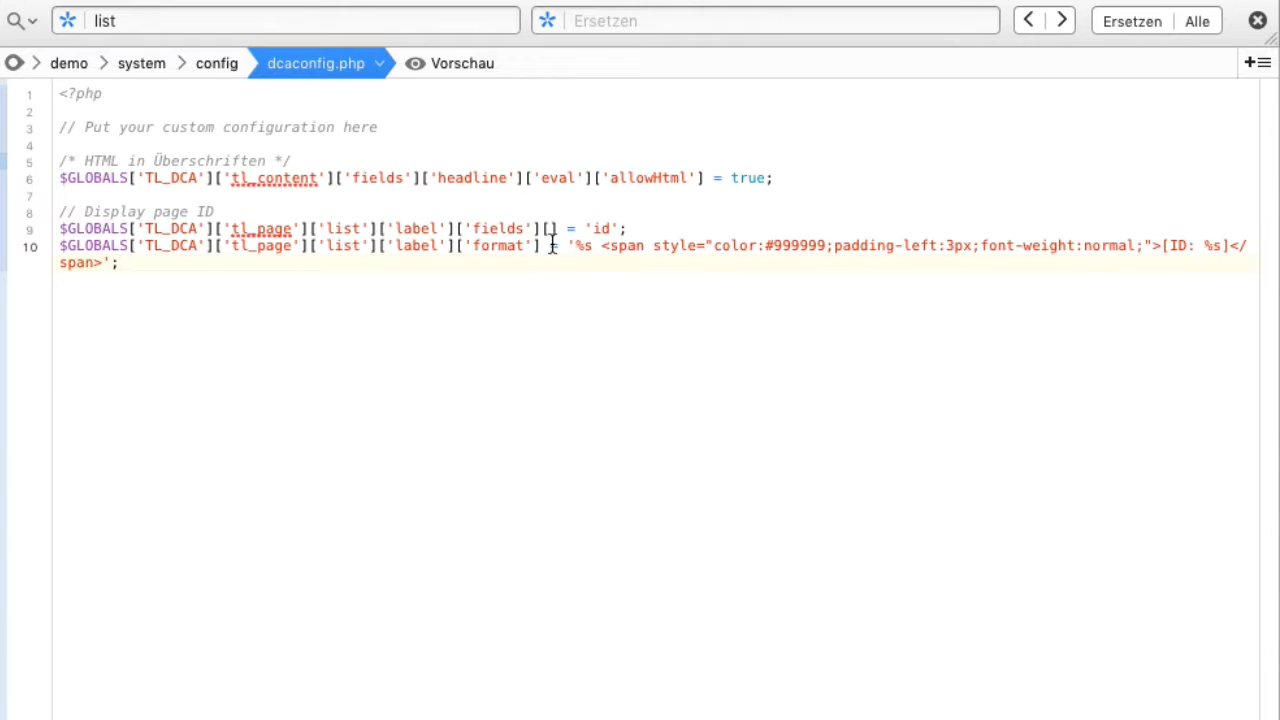 list
Ersetzen
Ersetzen Alle
demo system config dcaconfig.php Vorschau
1 <?php
2
3 // Put your custom configuration here
4
5 /* HTML in Überschriften */
6 $GLOBALS['TL_DCA']['tl_content']['fields']['headline']['eval']['allowHtml'] = true;
7
8 // Display page ID
9 $GLOBALS['TL_DCA']['tl_page']['list']['label']['fields'][] = 'id';
10 $GLOBALS['TL_DCA']['tl_page']['list']['label']['format'] = '%s <span style="color:#999999;padding-left:3px;font-weight:normal;">[ID: %s]</
span>';